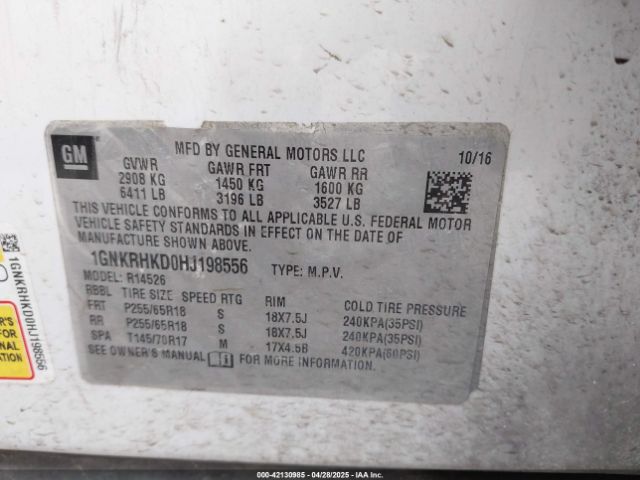 GM
MFD BY GENERAL MOTORS LLC
10/16
GVWR GAWR FRT GAWR RR
2908 KG 1450 KG 1600 KG
6411 LB 3196 LB 3527 LB
THIS VEHICLE CONFORMS TO ALL APPLICABLE U.S. FEDERAL MOTOR
VEHICLE SAFETY STANDARDS IN EFFECT ON THE DATE OF
MANUFACTURE SHOWN ABOVE.
1GNKRHKD0HJ198556 TYPE: M.P.V.
MODEL: R14526
RBBL TIRE SIZE SPEED RTG RIM COLD TIRE PRESSURE
FRT P255/65R18 S 18X7.5J 240KPA(35PSI)
RR P255/65R18 S 18X7.5J 240KPA(35PSI)
SPA T145/70R17 M 17X4.5B 420KPA(60PSI)
SEE OWNER'S MANUAL FOR MORE INFORMATION.
1GNKRHKD0HJ198556
000-42130985 - 04/28/2025 - IAA Inc.